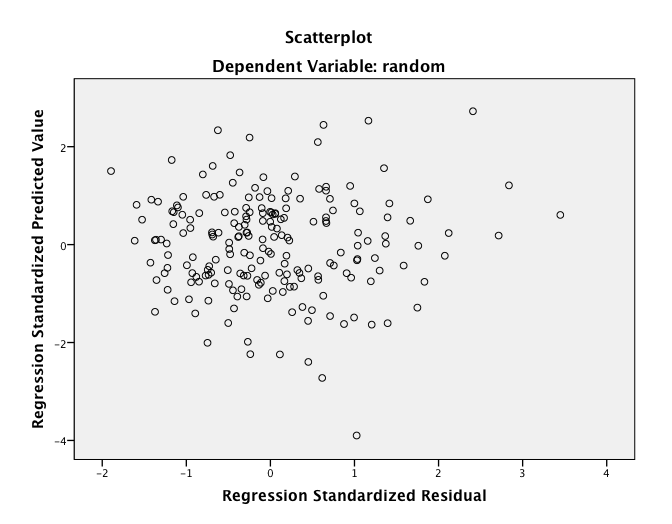 Scatterplot
Dependent Variable: random
Regression Standardized Predicted Value
2
0
-2
-4
-2 -1 0 1 2 3 4
Regression Standardized Residual